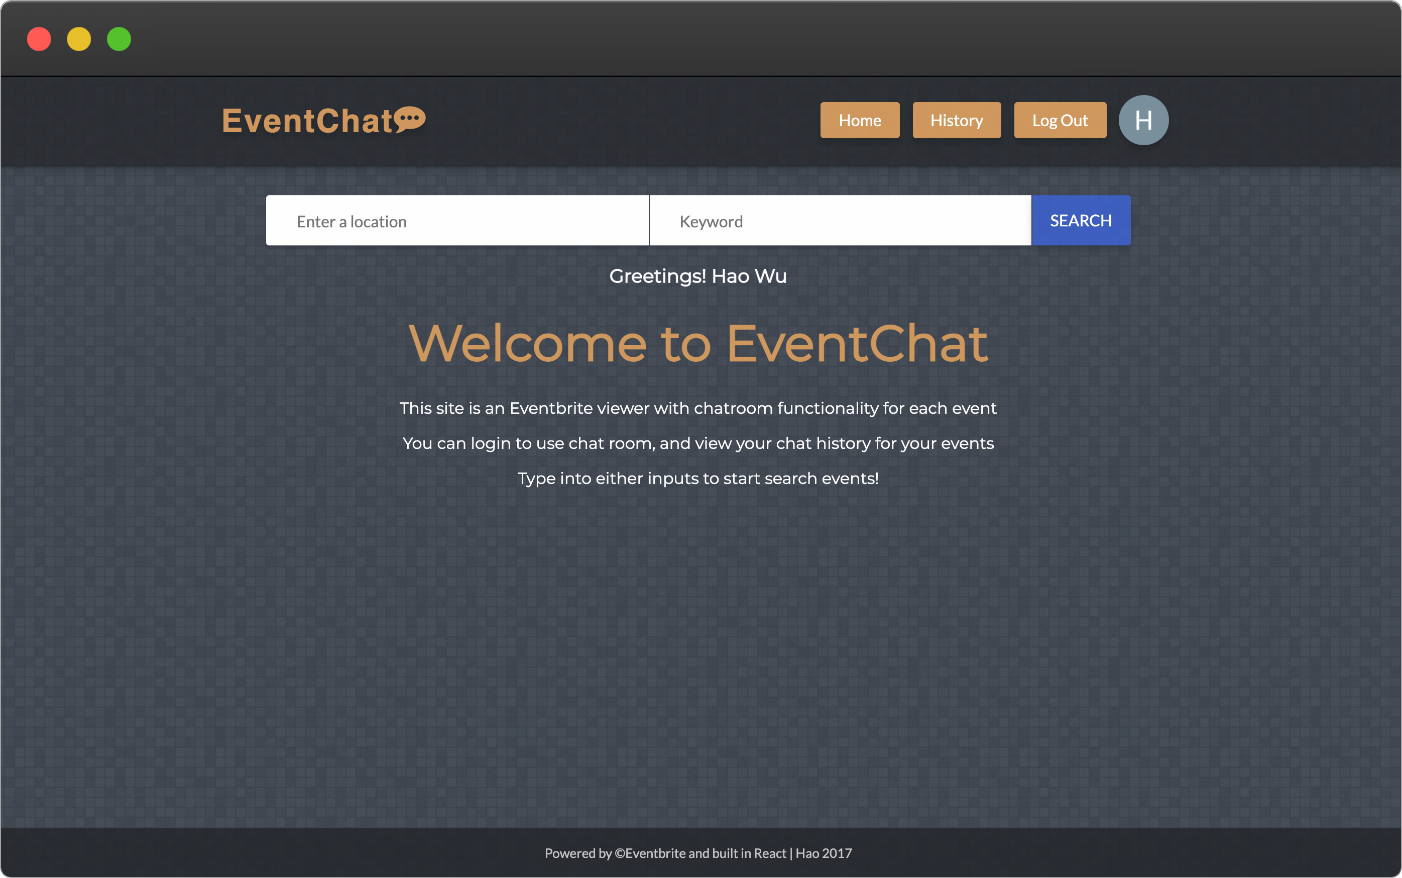 EventChat
Home
History
Log Out
H
Enter a location
Keyword
SEARCH
Greetings! Hao Wu
Welcome to EventChat
This site is an Eventbrite viewer with chatroom functionality for each event
You can login to use chat room, and view your chat history for your events
Type into either inputs to start search events!
Powered by ©Eventbrite and built in React | Hao 2017